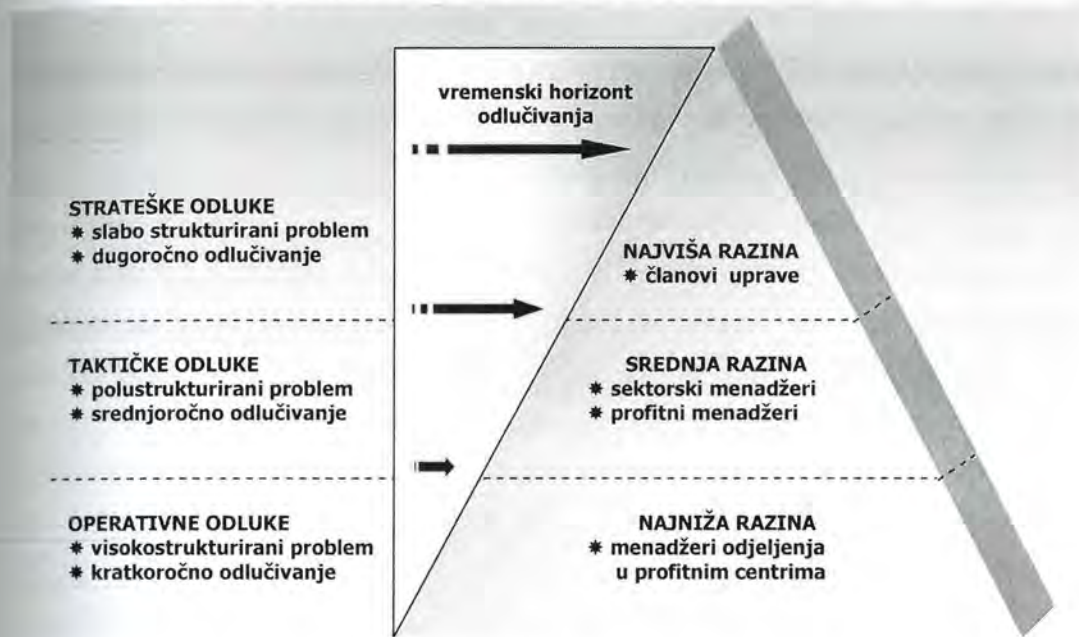 vremenski horizont
odlučivanja
STRATEŠKE ODLUKE
✷ slabo strukturirani problem
✷ dugoročno odlučivanje
NAJVIŠA RAZINA
✷ članovi uprave
TAKTIČKE ODLUKE
✷ polustrukturirani problem
✷ srednjoročno odlučivanje
SREDNJA RAZINA
✷ sektorski menadžeri
✷ profitni menadžeri
OPERATIVNE ODLUKE
✷ visokostrukturirani problem
✷ kratkoročno odlučivanje
NAJNIŽA RAZINA
✷ menadžeri odjeljenja
u profitnim centrima